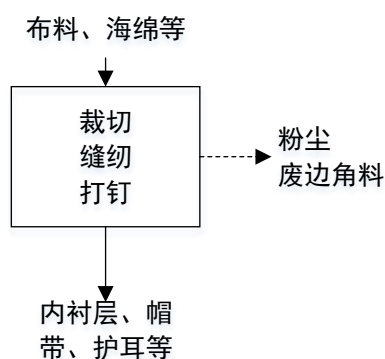 布料、海绵等
裁切
缝纫
打钉
粉尘
废边角料
内衬层、帽
带、护耳等